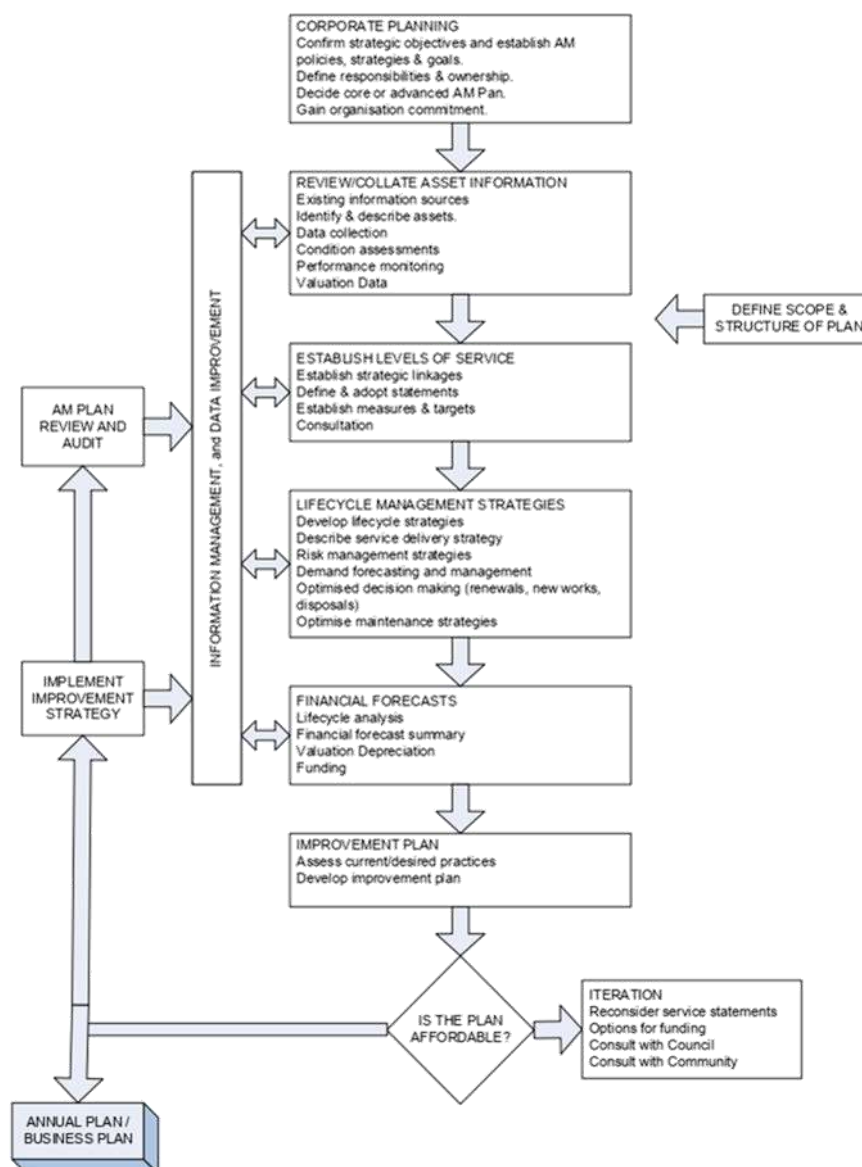 CORPORATE PLANNING
Confirm strategic objectives and establish AM
policies, strategies & goals.
Define responsibilities & ownership.
Decide core or advanced AM Pan.
Gain organisation commitment.
REVIEW/COLLATE ASSET INFORMATION
Existing information sources
Identify & describe assets.
Data collection
Condition assessments
Performance monitoring
Valuation Data
DEFINE SCOPE &
STRUCTURE OF PLAN
INFORMATION MANAGEMENT, and DATA IMPROVEMENT
ESTABLISH LEVELS OF SERVICE
Establish strategic linkages
Define & adopt statements
Establish measures & targets
Consultation
AM PLAN
REVIEW AND
AUDIT
LIFECYCLE MANAGEMENT STRATEGIES
Develop lifecycle strategies
Describe service delivery strategy
Risk management strategies
Demand forecasting and management
Optimised decision making (renewals, new works,
disposals)
Optimise maintenance strategies
IMPLEMENT
IMPROVEMENT
STRATEGY
FINANCIAL FORECASTS
Lifecycle analysis
Financial forecast summary
Valuation Depreciation
Funding
IMPROVEMENT PLAN
Assess current/desired practices
Develop improvement plan
IS THE PLAN
AFFORDABLE?
ITERATION
Reconsider service statements
Options for funding
Consult with Council
Consult with Community
ANNUAL PLAN /
BUSINESS PLAN